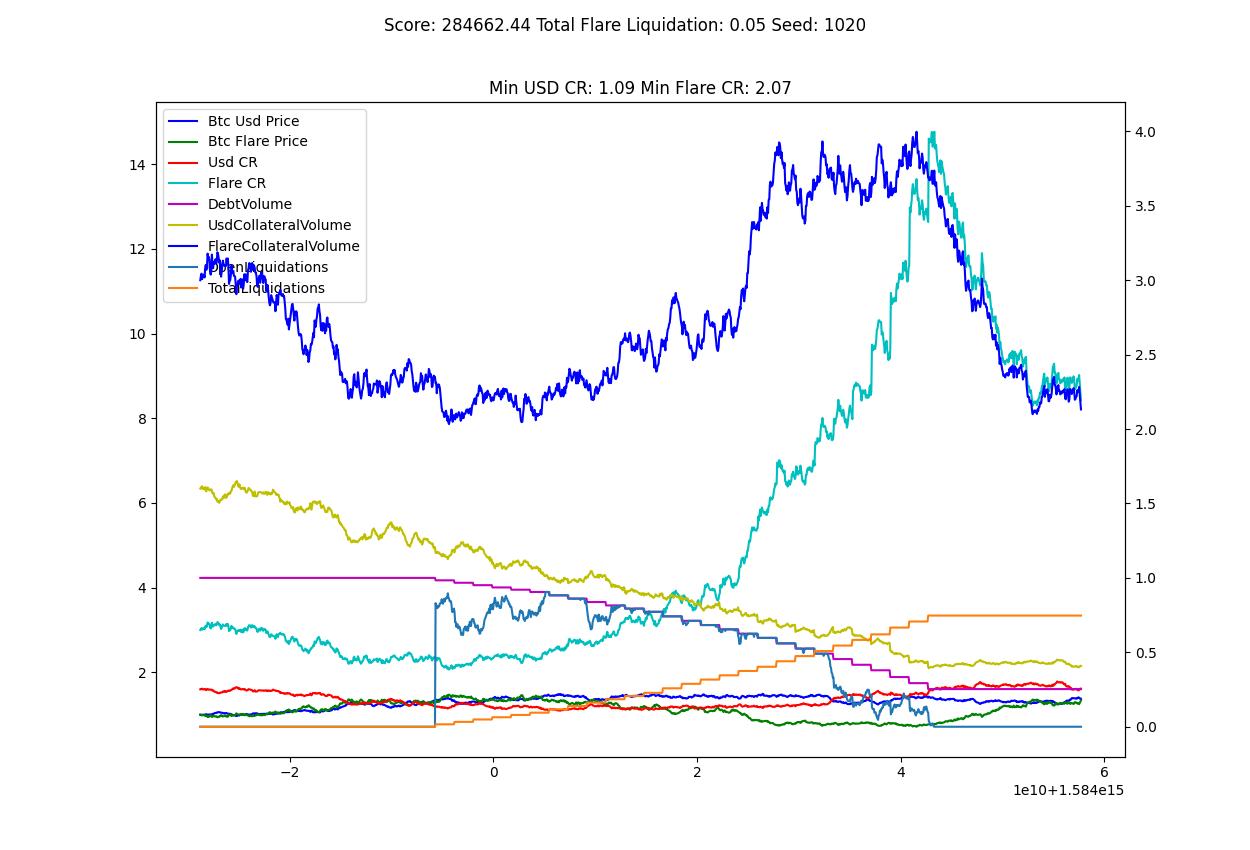 Score: 284662.44 Total Flare Liquidation: 0.05 Seed: 1020
Min USD CR: 1.09 Min Flare CR: 2.07
Btc Usd Price
Btc Flare Price
Usd CR
Flare CR
DebtVolume
UsdCollateralVolume
FlareCollateralVolume
OpenLiquidations
TotalLiquidations
14
12
10
8
6
4
2
4.0
3.5
3.0
2.5
2.0
1.5
1.0
0.5
0.0
−2
0
2
4
6
1e10+1.584e15